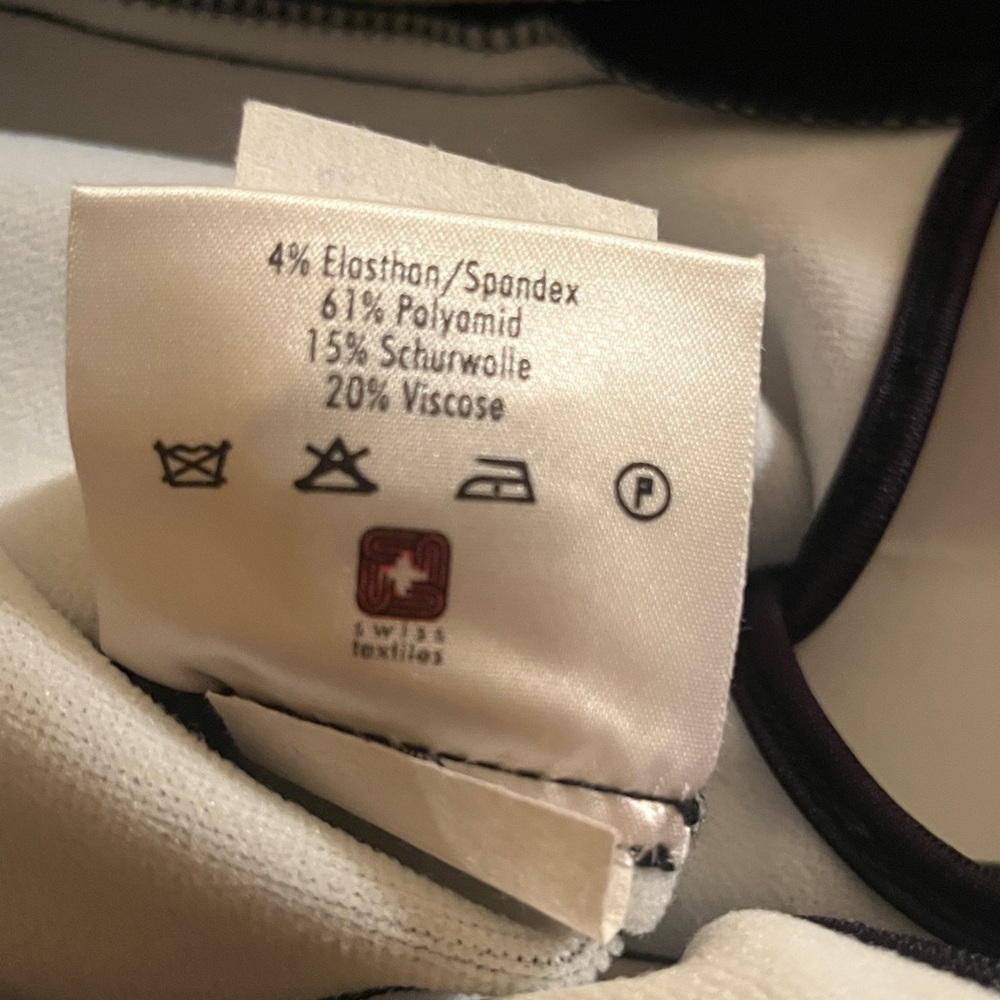 4% Elasthan/Spandex
61% Polyamid
15% Schurwolle
20% Viscose
P
swiss
textiles